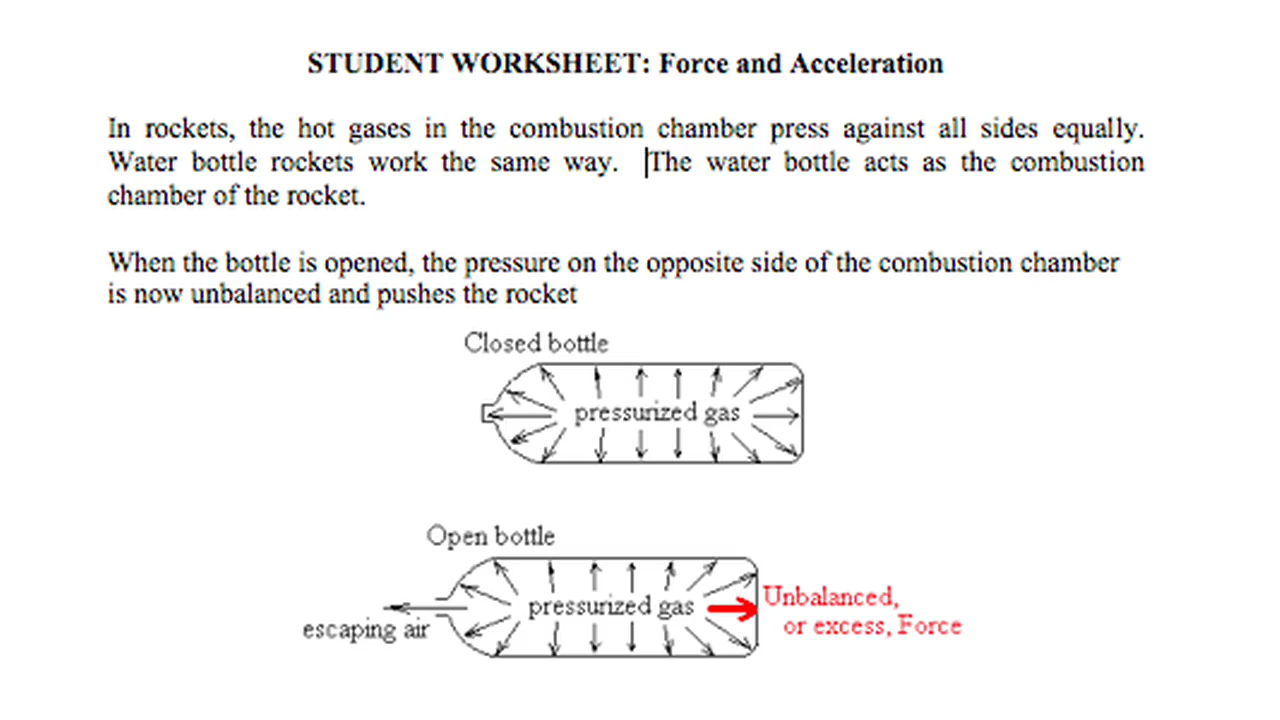 STUDENT WORKSHEET: Force and Acceleration
In rockets, the hot gases in the combustion chamber press against all sides equally.
Water bottle rockets work the same way. The water bottle acts as the combustion
chamber of the rocket.
When the bottle is opened, the pressure on the opposite side of the combustion chamber
is now unbalanced and pushes the rocket
Closed bottle
pressurized gas
Open bottle
pressurized gas
Unbalanced,
or excess, Force
escaping air